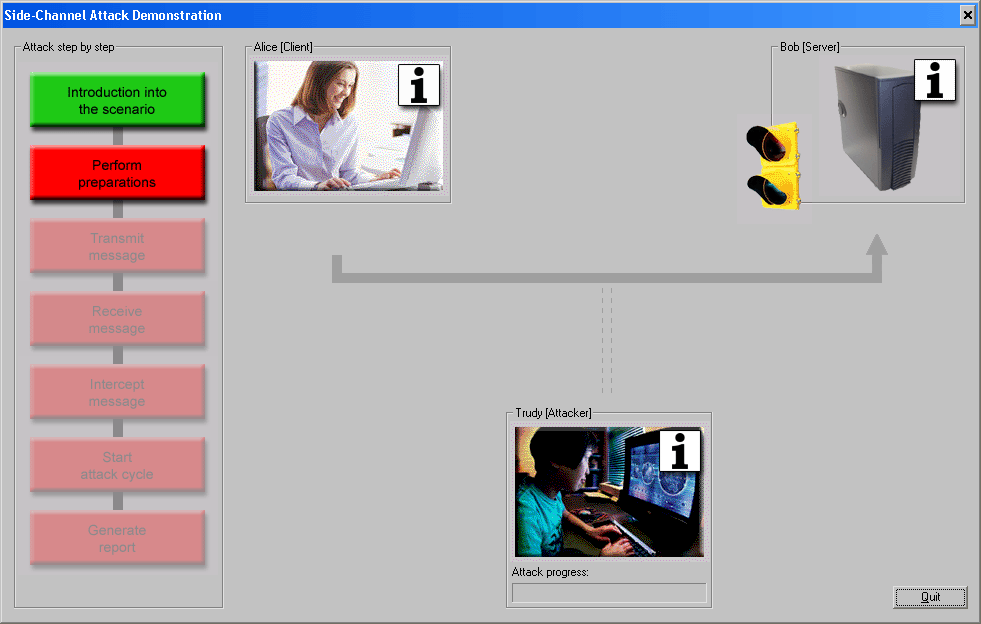 Side-Channel Attack Demonstration
Attack step by step
Introduction into
the scenario
Perform
preparations
Transmit
message
Receive
message
Intercept
message
Start
attack cycle
Generate
report
Alice [Client]
i
Bob [Server]
i
Trudy [Attacker]
i
Attack progress:
Quit